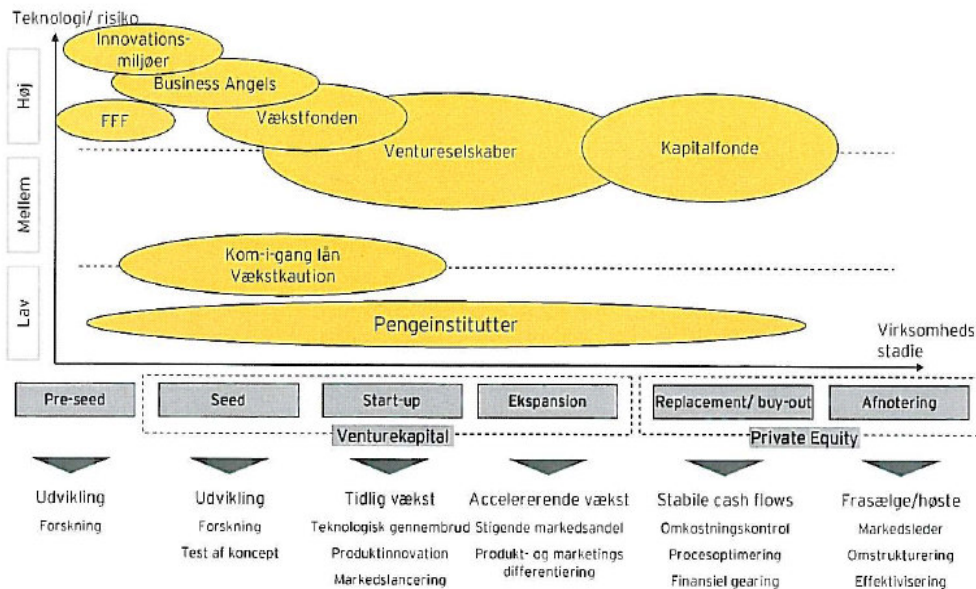 Teknologi/ risiko
Høj
Mellem
Lav
Innovations-
miljøer
Business Angels
FFF
Vækstfonden
Ventureselskaber
Kapitalfonde
Kom-i-gang lån
Vækstkaution
Pengeinstitutter
Virksomheds
stadie
Pre-seed
Seed
Start-up
Ekspansion
Replacement/ buy-out
Afnotering
Venturekapital
Private Equity
Udvikling
Forskning
Udvikling
Forskning
Test af koncept
Tidlig vækst
Teknologisk gennembrud
Produktinnovation
Markedslancering
Accelererende vækst
Stigende markedsandel
Produkt- og marketings
differentiering
Stabile cash flows
Omkostningskontrol
Procesoptimering
Finansiel gearing
Frasælge/høste
Markedsleder
Omstrukturering
Effektivisering